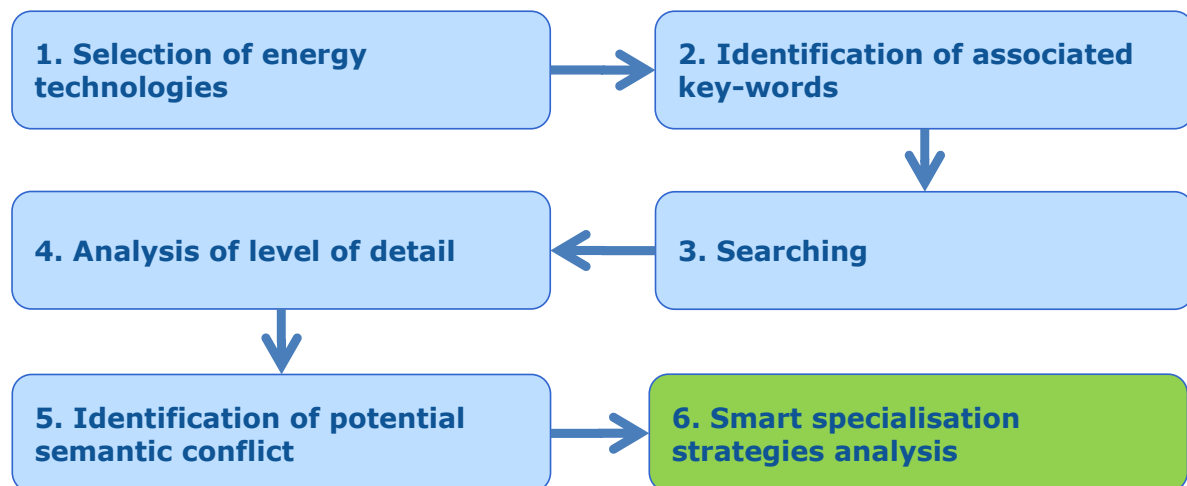 1. Selection of energy
technologies
2. Identification of associated
key-words
3. Searching
4. Analysis of level of detail
5. Identification of potential
semantic conflict
6. Smart specialisation
strategies analysis